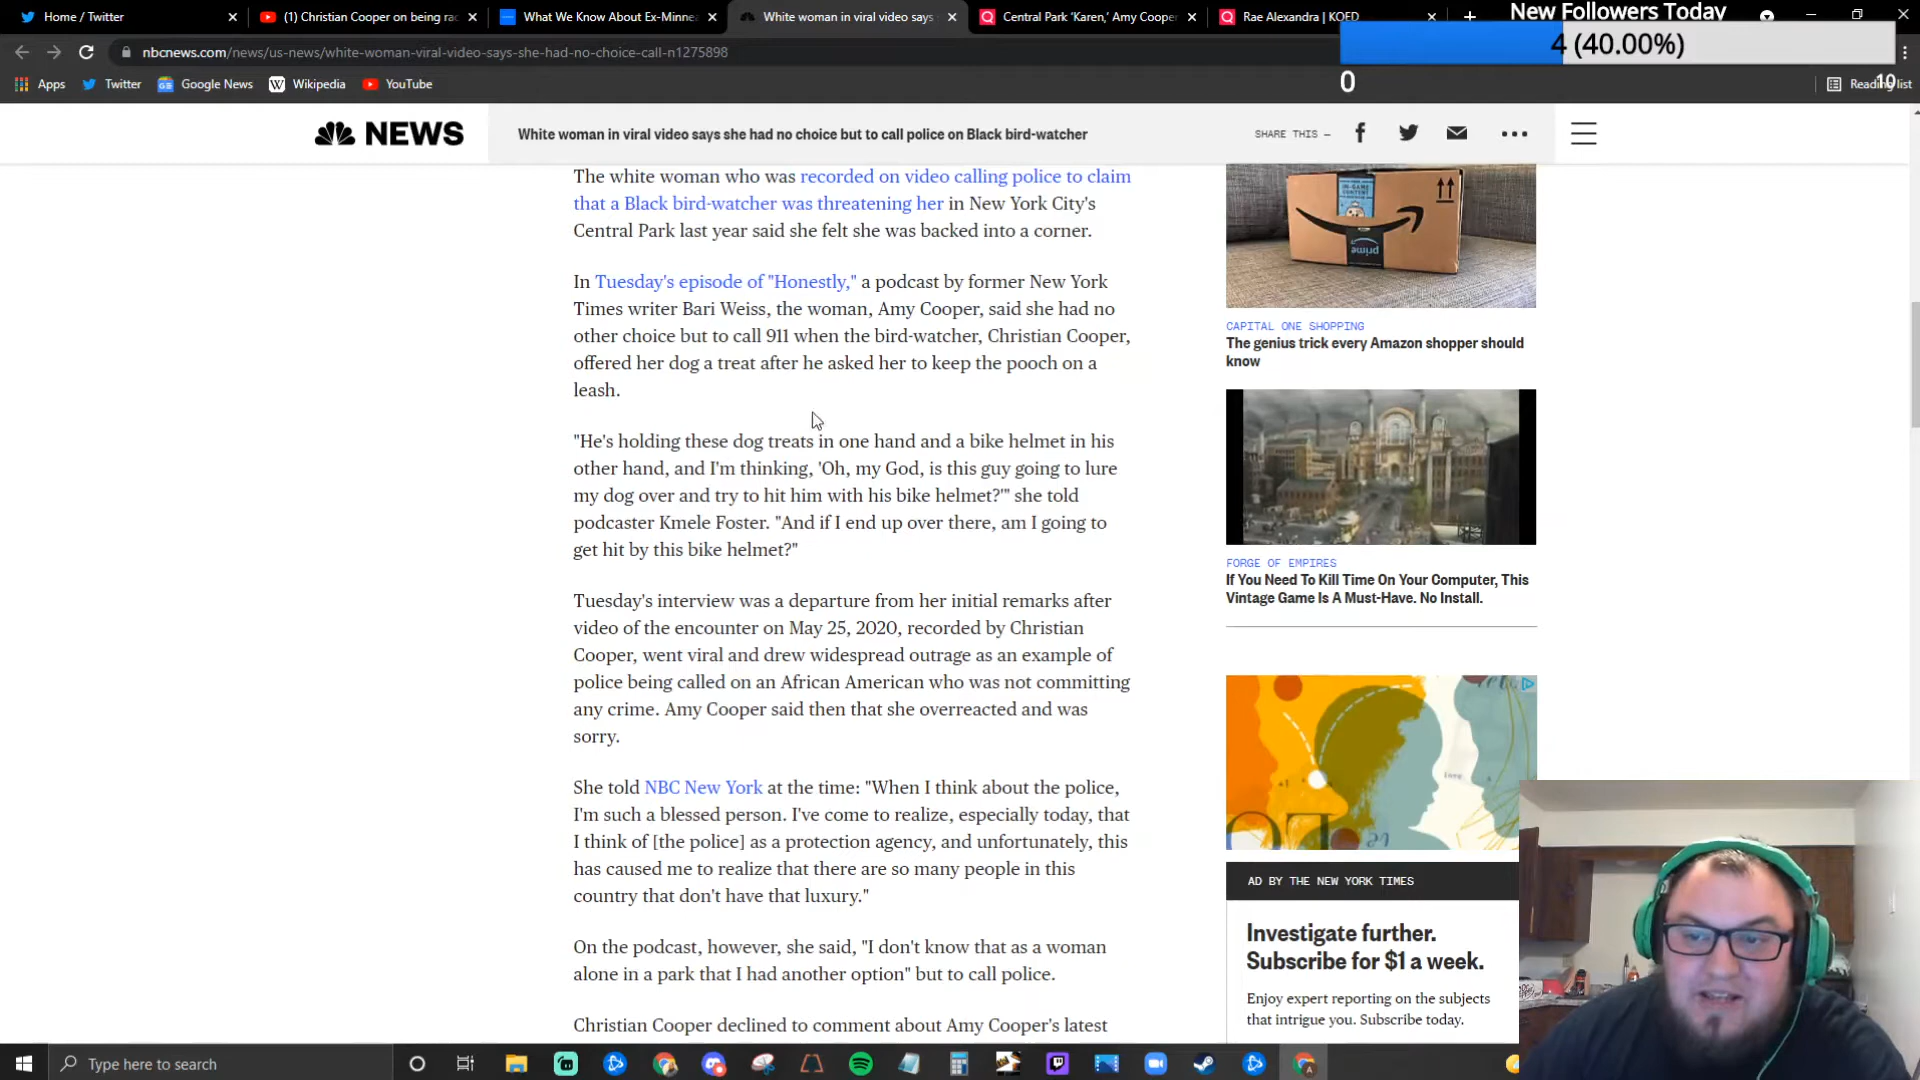 Home / Twitter
(1) Christian Cooper on being rac
What We Know About Ex-Minnea
White woman in viral video says
Central Park 'Karen,' Amy Cooper
Rae Alexandra | KQED
New Followers Today
nbcnews.com/news/us-news/white-woman-viral-video-says-she-had-no-choice-call-n1275898
4 (40.00%)
0
10
Apps
Twitter
Google News
Wikipedia
YouTube
Reading list
NEWS
White woman in viral video says she had no choice but to call police on Black bird-watcher
SHARE THIS —
The white woman who was recorded on video calling police to claim
that a Black bird-watcher was threatening her in New York City's
Central Park last year said she felt she was backed into a corner.
In Tuesday's episode of "Honestly," a podcast by former New York
Times writer Bari Weiss, the woman, Amy Cooper, said she had no
other choice but to call 911 when the bird-watcher, Christian Cooper,
offered her dog a treat after he asked her to keep the pooch on a
leash.
"He's holding these dog treats in one hand and a bike helmet in his
other hand, and I'm thinking, 'Oh, my God, is this guy going to lure
my dog over and try to hit him with his bike helmet?'" she told
podcaster Kmele Foster. "And if I end up over there, am I going to
get hit by this bike helmet?"
Tuesday's interview was a departure from her initial remarks after
video of the encounter on May 25, 2020, recorded by Christian
Cooper, went viral and drew widespread outrage as an example of
police being called on an African American who was not committing
any crime. Amy Cooper said then that she overreacted and was
sorry.
She told NBC New York at the time: "When I think about the police,
I'm such a blessed person. I've come to realize, especially today, that
I think of [the police] as a protection agency, and unfortunately, this
has caused me to realize that there are so many people in this
country that don't have that luxury."
On the podcast, however, she said, "I don't know that as a woman
alone in a park that I had another option" but to call police.
Christian Cooper declined to comment about Amy Cooper's latest
prime
CAPITAL ONE SHOPPING
The genius trick every Amazon shopper should
know
FORGE OF EMPIRES
If You Need To Kill Time On Your Computer, This
Vintage Game Is A Must-Have. No Install.
AD BY THE NEW YORK TIMES
Investigate further.
Subscribe for $1 a week.
Enjoy expert reporting on the subjects
that intrigue you. Subscribe today.
Type here to search